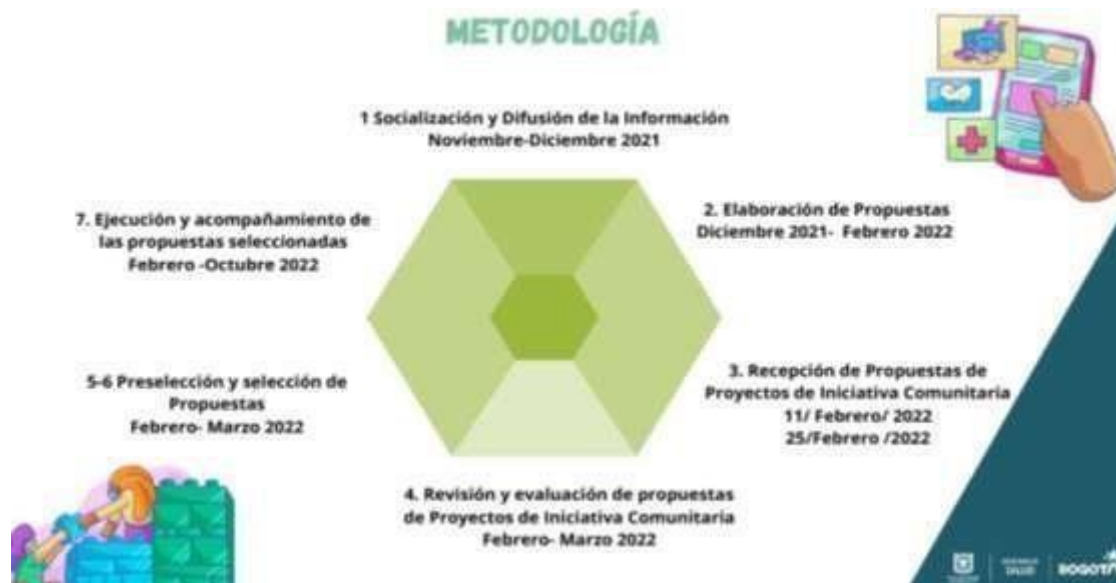 METODOLOGÍA
1 Socialización y Difusión de la Información
Noviembre-Diciembre 2021
2. Elaboración de Propuestas
Diciembre 2021- Febrero 2022
3. Recepción de Propuestas de
Proyectos de Iniciativa Comunitaria
11/ Febrero/ 2022
25/Febrero /2022
4. Revisión y evaluación de propuestas
de Proyectos de Iniciativa Comunitaria
Febrero- Marzo 2022
5-6 Preselección y selección de
Propuestas
Febrero- Marzo 2022
7. Ejecución y acompañamiento de
las propuestas seleccionadas
Febrero -Octubre 2022
SALUD
BOGOTÁ